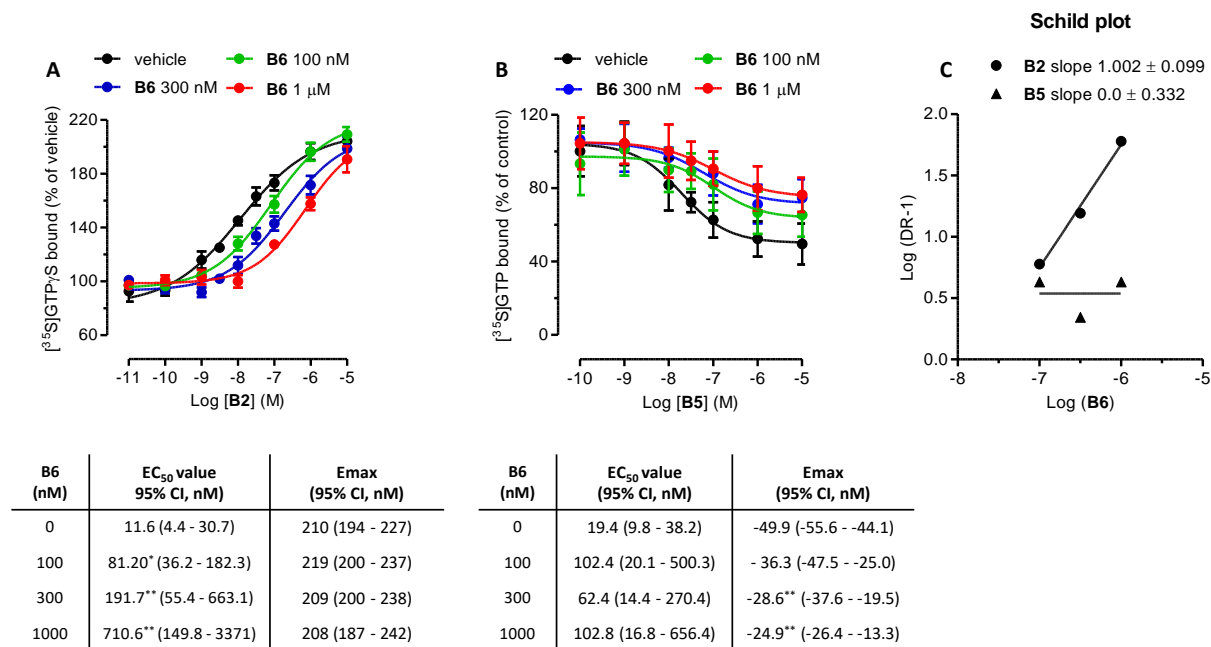 Schild plot
A
vehicle
B6 100 nM
B6 300 nM
B6 1 μM
[35S]GTPγS bound (% of vehicle)
220
180
140
100
60
-11 -10 -9 -8 -7 -6 -5
Log [B2] (M)
B
vehicle
B6 100 nM
B6 300 nM
B6 1 μM
[35S]GTP bound (% of control)
120
80
40
0
-10 -9 -8 -7 -6 -5
Log [B5] (M)
C
B2 slope 1.002 ± 0.099
B5 slope 0.0 ± 0.332
Log (DR-1)
2.0
1.5
1.0
0.5
0.0
-8 -7 -6 -5
Log (B6)
B6 EC50 value Emax
(nM) 95% CI, nM) (95% CI, nM)
0 11.6 (4.4 - 30.7) 210 (194 - 227)
100 81.20* (36.2 - 182.3) 219 (200 - 237)
300 191.7** (55.4 - 663.1) 209 (200 - 238)
1000 710.6** (149.8 - 3371) 208 (187 - 242)
B6 EC50 value Emax
(nM) (95% CI, nM) (95% CI, nM)
0 19.4 (9.8 - 38.2) -49.9 (-55.6 - -44.1)
100 102.4 (20.1 - 500.3) - 36.3 (-47.5 - -25.0)
300 62.4 (14.4 - 270.4) -28.6** (-37.6 - -19.5)
1000 102.8 (16.8 - 656.4) -24.9** (-26.4 - -13.3)